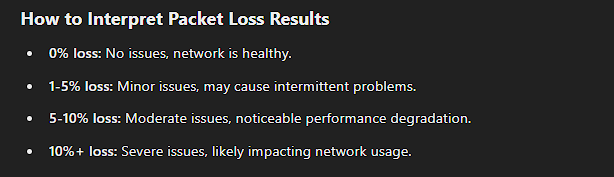 How to Interpret Packet Loss Results
• 0% loss: No issues, network is healthy.
• 1-5% loss: Minor issues, may cause intermittent problems.
• 5-10% loss: Moderate issues, noticeable performance degradation.
• 10%+ loss: Severe issues, likely impacting network usage.